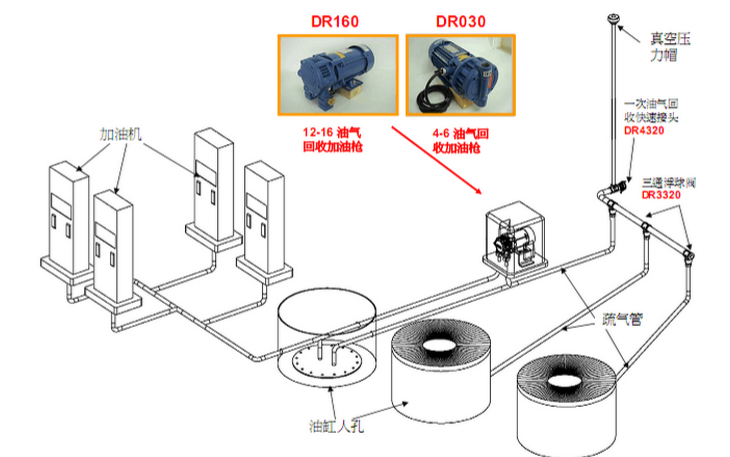 DR160
DR030
12-16 油气
回收加油枪
4-6 油气回
收加油枪
真空压
力帽
一次油气回
收快速接头
DR4320
三通浮球阀
DR3320
加油机
疏气管
油缸人孔